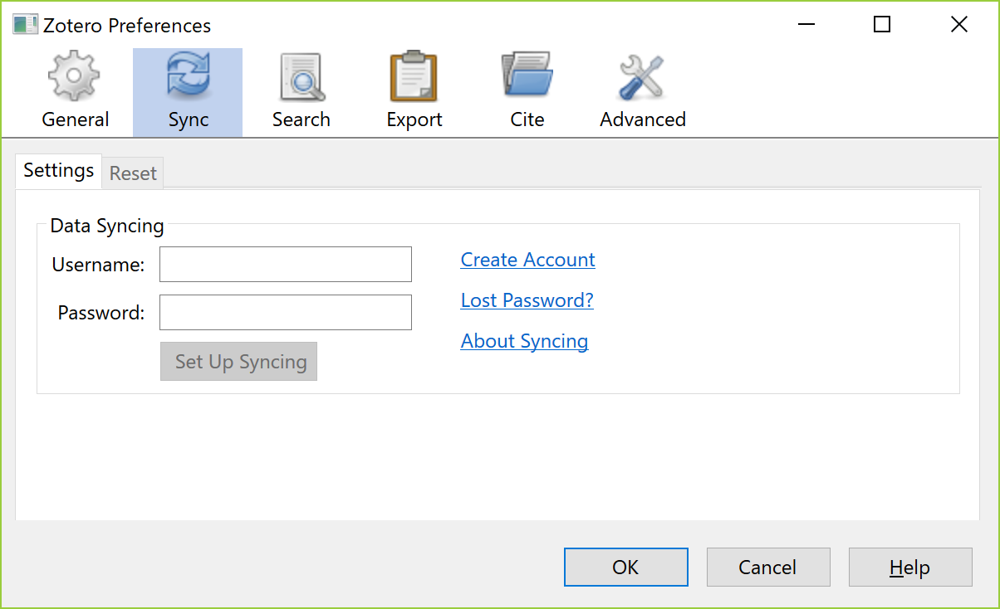 Zotero Preferences
General Sync Search Export Cite Advanced
Settings Reset
Data Syncing
Username: Create Account
Lost Password?
Password:
About Syncing
Set Up Syncing
OK Cancel Help